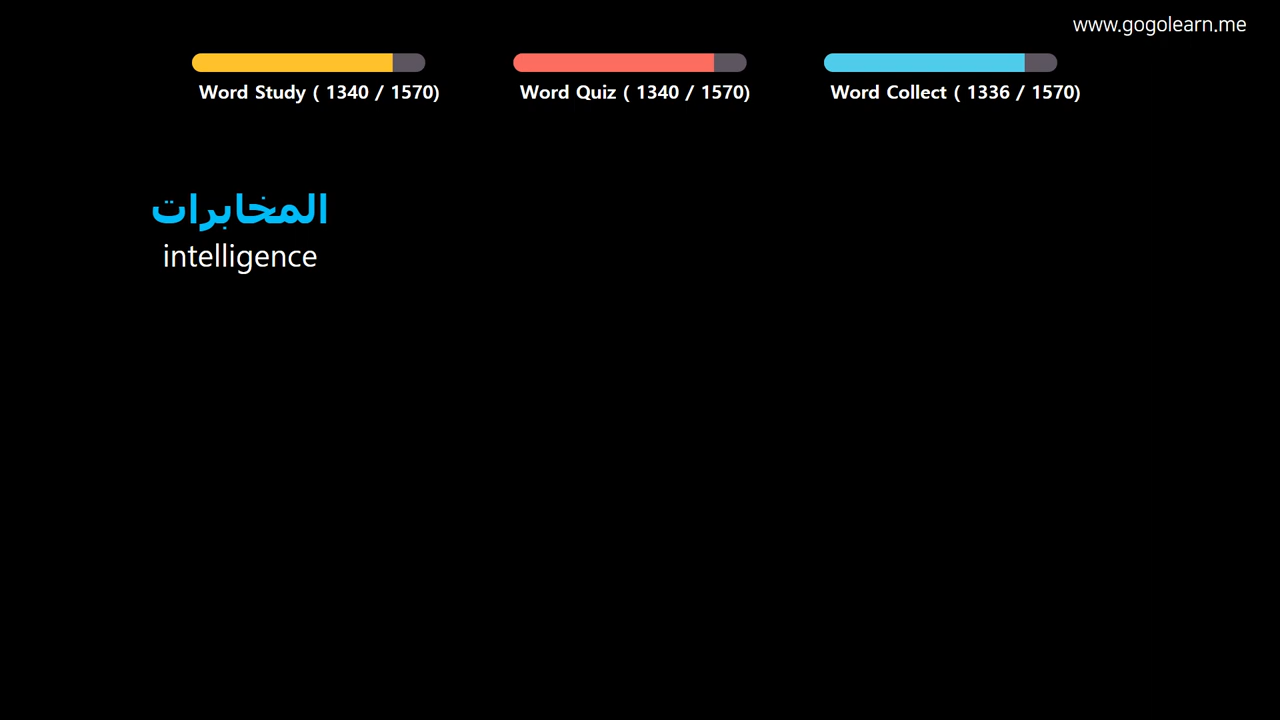 www.gogolearn.me
Word Study ( 1340 / 1570)
Word Quiz ( 1340 / 1570)
Word Collect ( 1336 / 1570)
المخابرات
intelligence